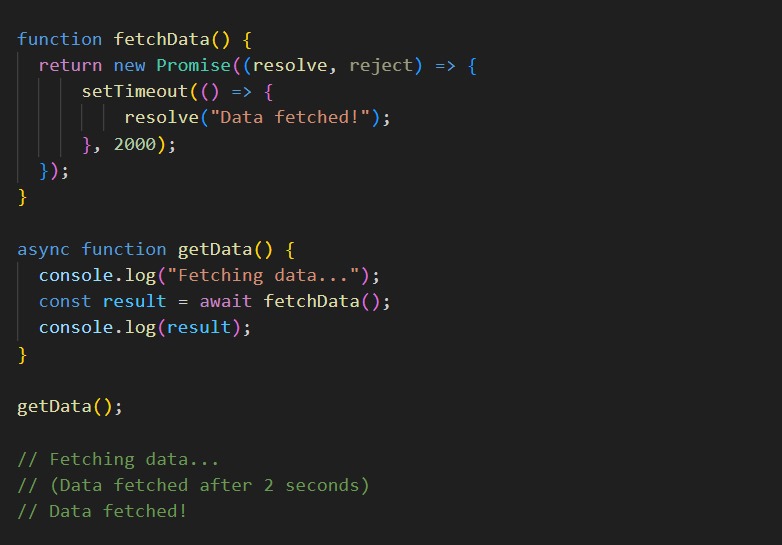 function fetchData() {
  return new Promise((resolve, reject) => {
      setTimeout(() => {
          resolve("Data fetched!");
      }, 2000);
  });
}

async function getData() {
  console.log("Fetching data...");
  const result = await fetchData();
  console.log(result);
}

getData();

// Fetching data...
// (Data fetched after 2 seconds)
// Data fetched!